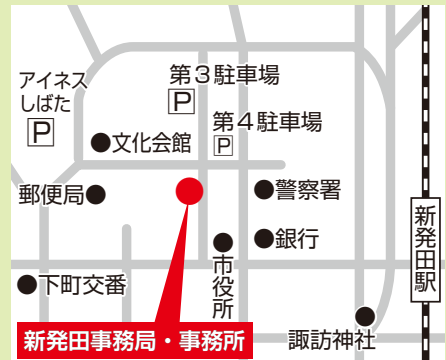 アイネス
しばた
P
第3駐車場
P
第4駐車場
P
●文化会館
郵便局●
●警察署
●銀行
市役所
新発田駅
●下町交番
新発田事務局・事務所
諏訪神社